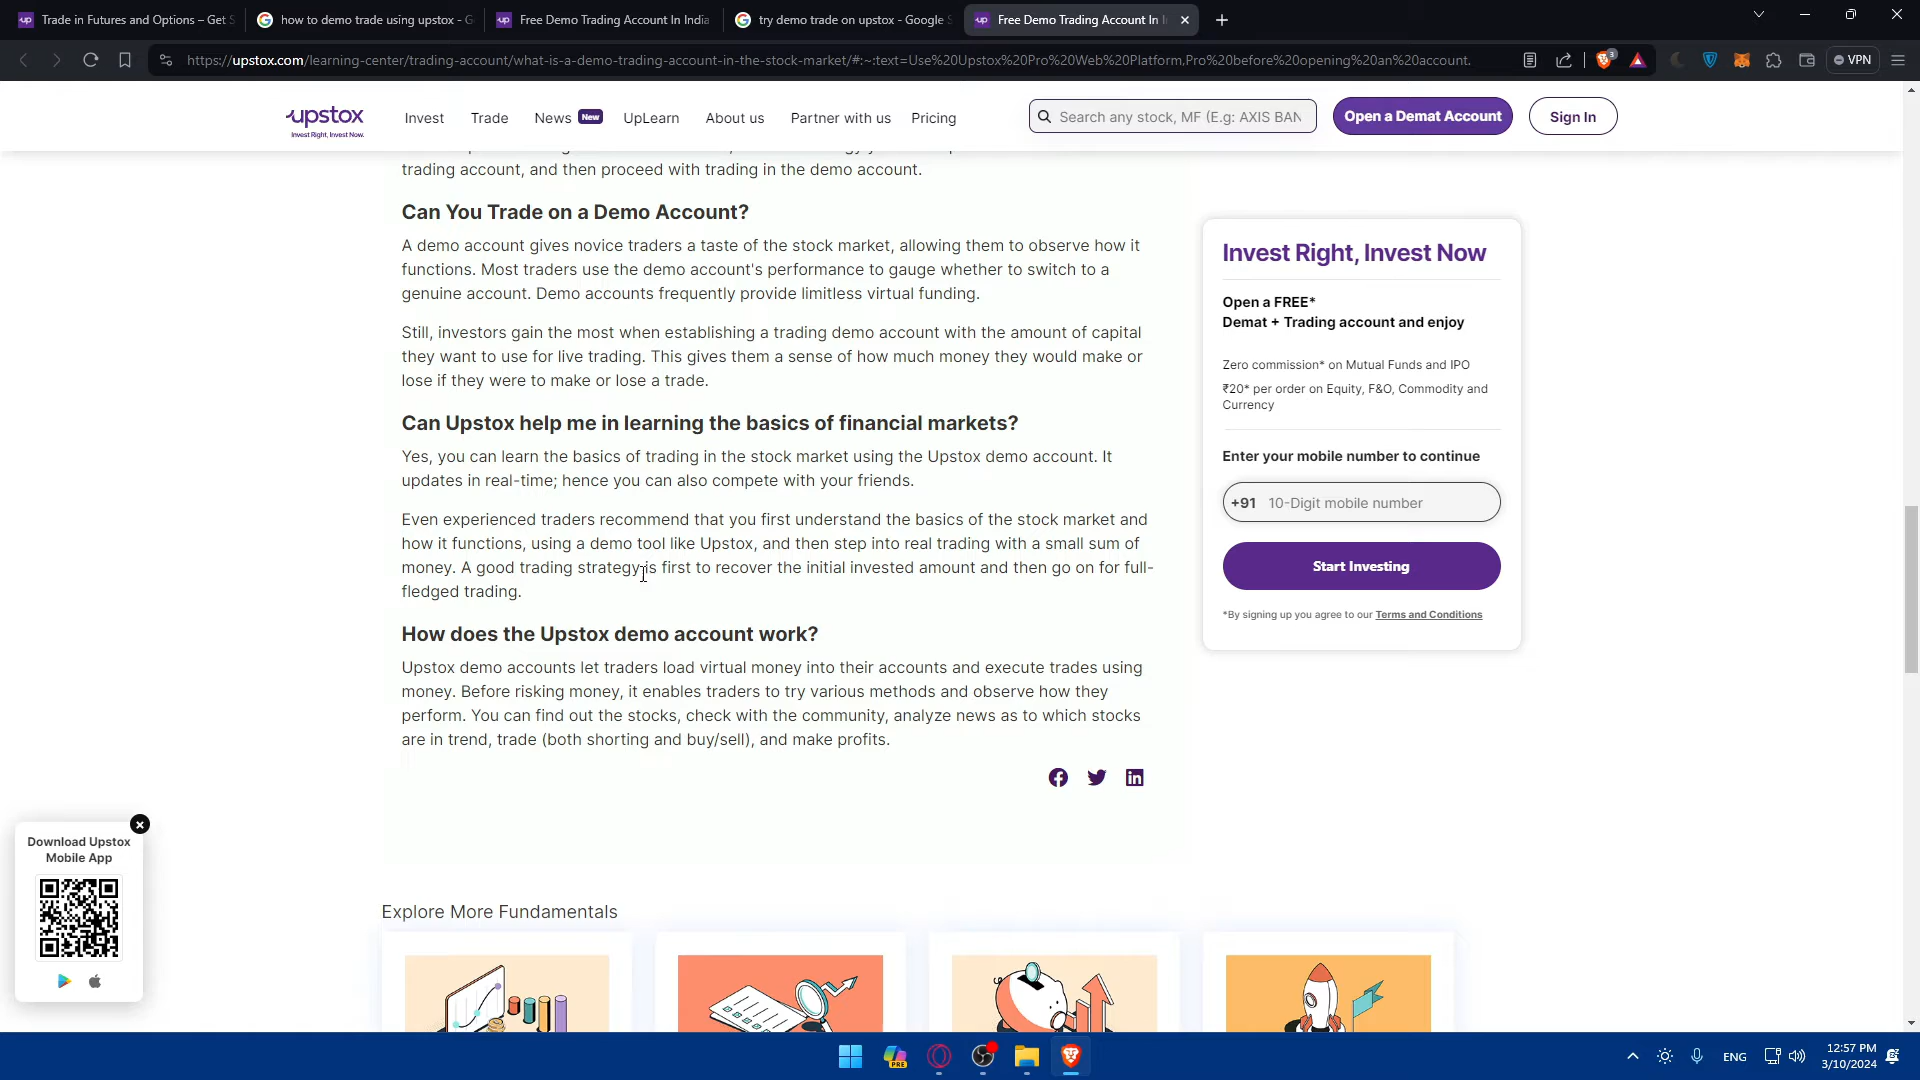 Trade in Futures and Options – Get S
how to demo trade using upstox - G
Free Demo Trading Account In India
try demo trade on upstox - Google S
Free Demo Trading Account In I
https://upstox.com/learning-center/trading-account/what-is-a-demo-trading-account-in-the-stock-market/#:~:text=Use%20Upstox%20Pro%20Web%20Platform,Pro%20before%20opening%20an%20account.
3
VPN
upstox
Invest Right, Invest Now.
Invest
Trade
News New
UpLearn
About us
Partner with us
Pricing
Search any stock, MF (E.g: AXIS BAN
Open a Demat Account
Sign In
trading account, and then proceed with trading in the demo account.
Can You Trade on a Demo Account?
A demo account gives novice traders a taste of the stock market, allowing them to observe how it
functions. Most traders use the demo account's performance to gauge whether to switch to a
genuine account. Demo accounts frequently provide limitless virtual funding.
Still, investors gain the most when establishing a trading demo account with the amount of capital
they want to use for live trading. This gives them a sense of how much money they would make or
lose if they were to make or lose a trade.
Can Upstox help me in learning the basics of financial markets?
Yes, you can learn the basics of trading in the stock market using the Upstox demo account. It
updates in real-time; hence you can also compete with your friends.
Even experienced traders recommend that you first understand the basics of the stock market and
how it functions, using a demo tool like Upstox, and then step into real trading with a small sum of
money. A good trading strategy is first to recover the initial invested amount and then go on for full-
fledged trading.
How does the Upstox demo account work?
Upstox demo accounts let traders load virtual money into their accounts and execute trades using
money. Before risking money, it enables traders to try various methods and observe how they
perform. You can find out the stocks, check with the community, analyze news as to which stocks
are in trend, trade (both shorting and buy/sell), and make profits.
Invest Right, Invest Now
Open a FREE*
Demat + Trading account and enjoy
Zero commission* on Mutual Funds and IPO
₹20* per order on Equity, F&O, Commodity and
Currency
Enter your mobile number to continue
+91 10-Digit mobile number
Start Investing
*By signing up you agree to our Terms and Conditions
Download Upstox
Mobile App
Explore More Fundamentals
PRE
ENG
12:57 PM
3/10/2024